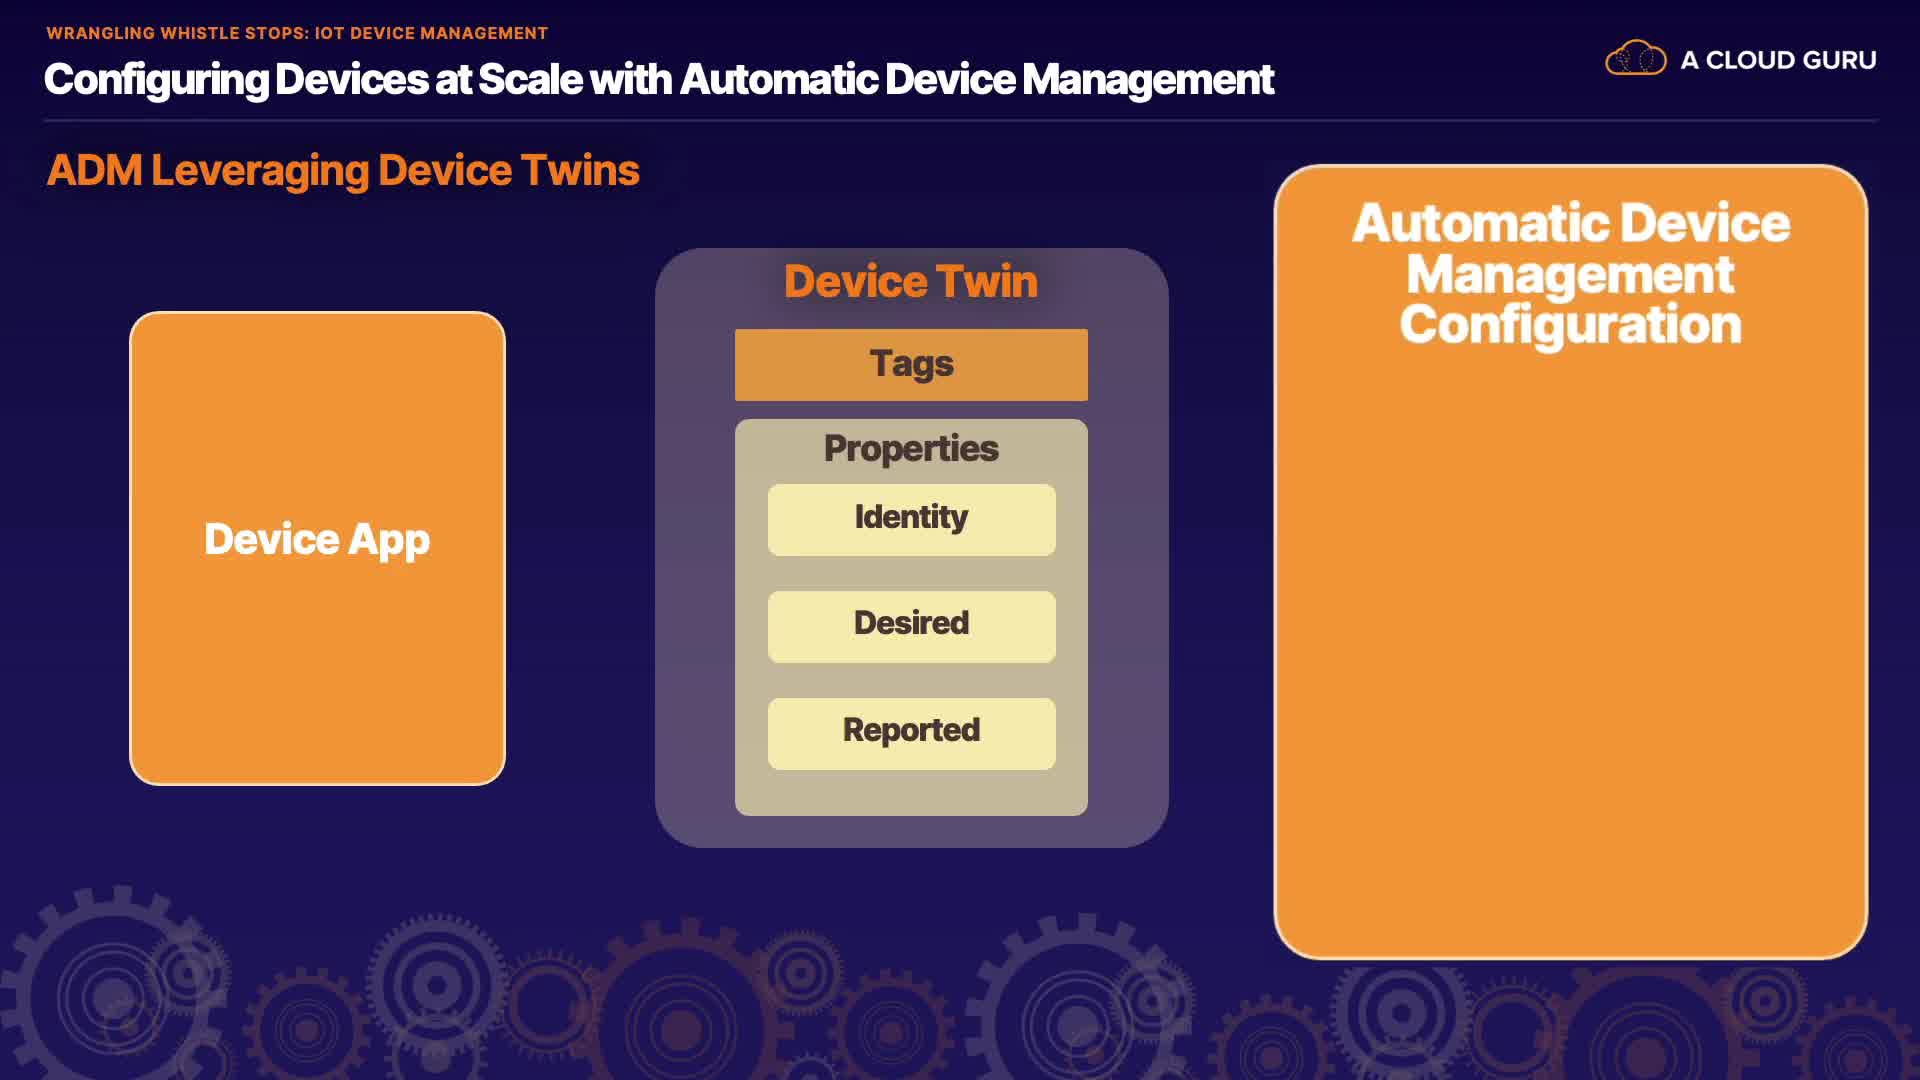 WRANGLING WHISTLE STOPS: IOT DEVICE MANAGEMENT
Configuring Devices at Scale with Automatic Device Management
A CLOUD GURU
ADM Leveraging Device Twins
Device App
Device Twin
Tags
Properties
Identity
Desired
Reported
Automatic Device
Management
Configuration